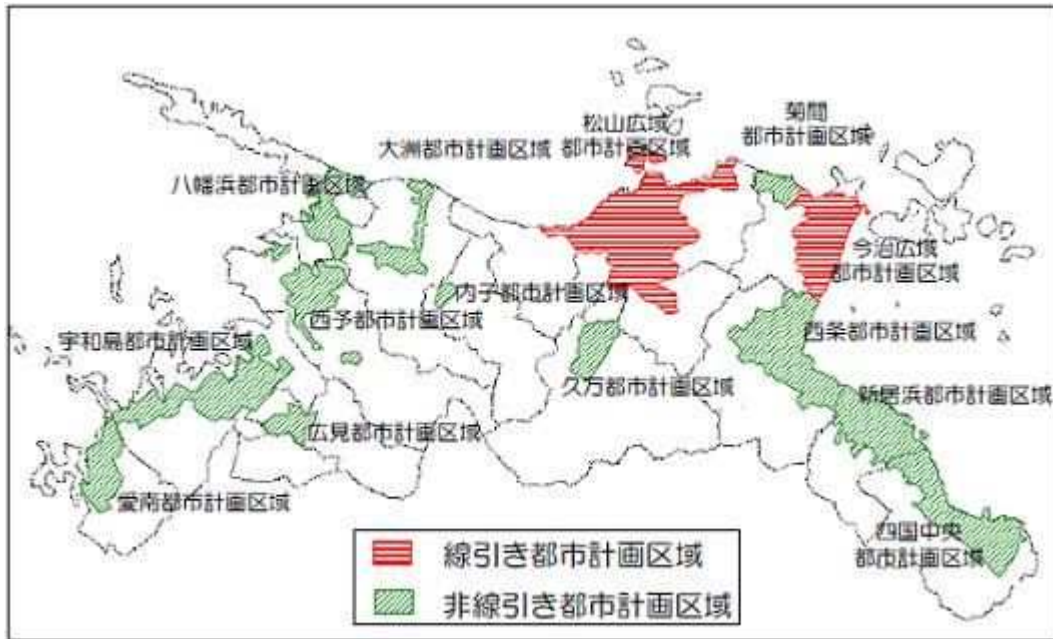 松山広域
都市計画区域
菊間
都市計画区域
大洲都市計画区域
八幡浜都市計画区域
今治広域
都市計画区域
内子都市計画区域
西予都市計画区域
西条都市計画区域
宇和島都市計画区域
久万都市計画区域
新居浜都市計画区域
広見都市計画区域
愛南都市計画区域
四国中央
都市計画区域
線引き都市計画区域
非線引き都市計画区域